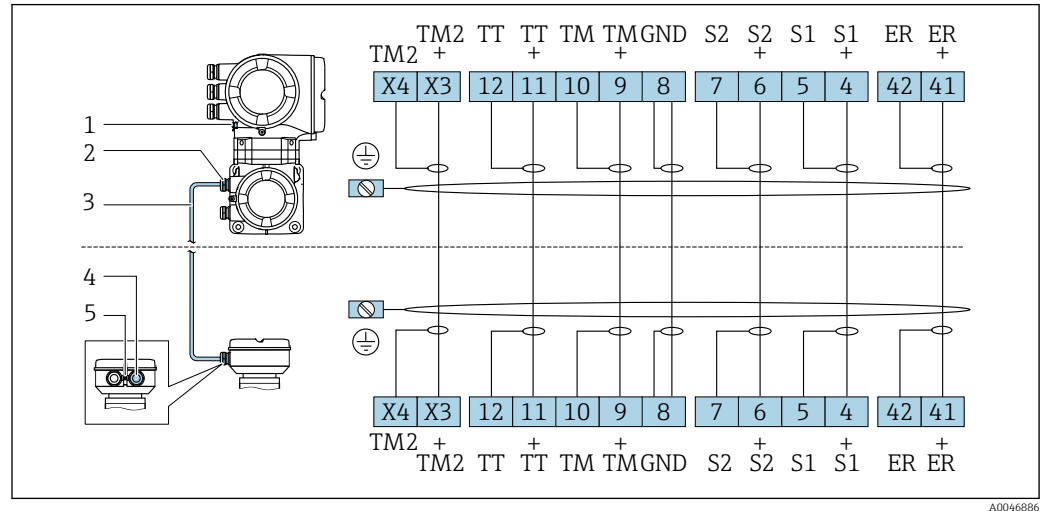 TM2 TT TT TM TM GND S2 S2 S1 S1 ER ER
TM2 + + + + + +
X4 X3 12 11 10 9 8 7 6 5 4 42 41
1
2
3
4
5
X4 X3 12 11 10 9 8 7 6 5 4 42 41
TM2 + + + + + +
TM2 TT TT TM TM GND S2 S2 S1 S1 ER ER
A0046886